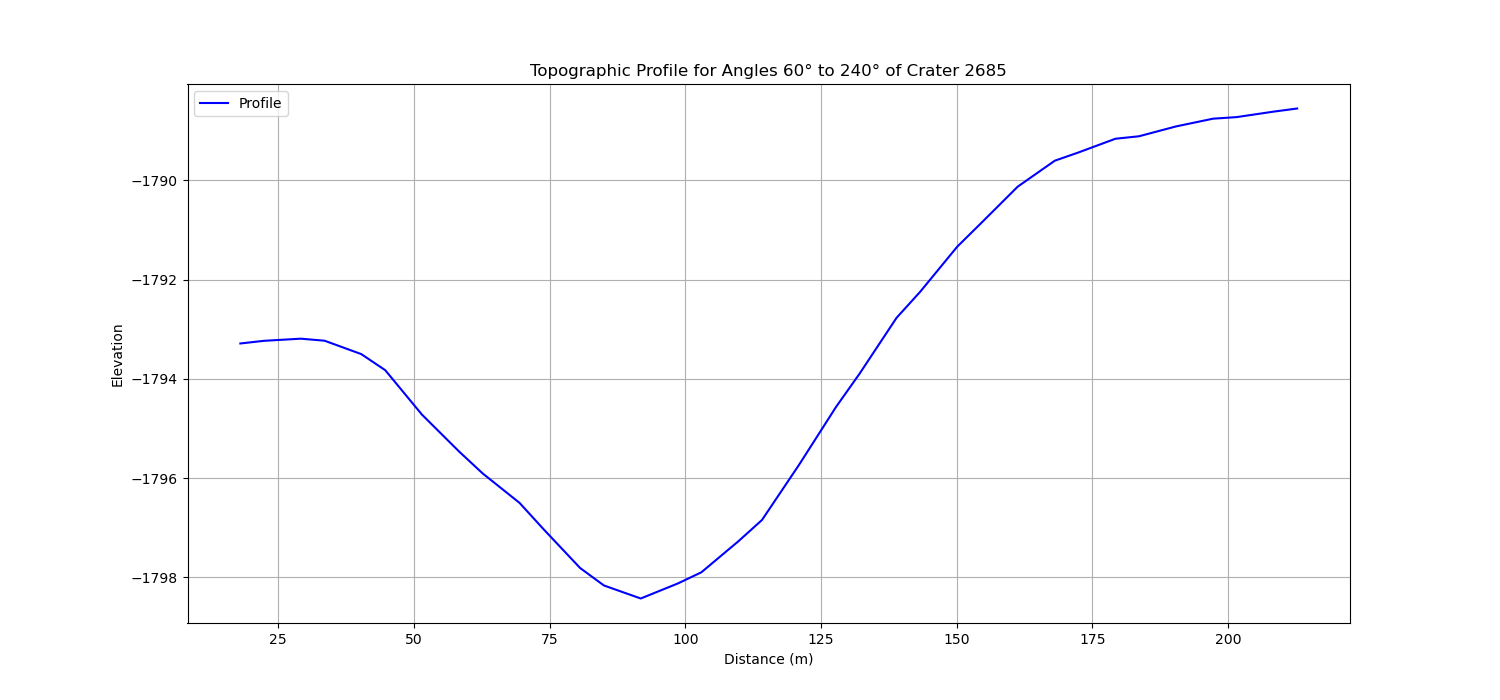 Topographic Profile for Angles 60° to 240° of Crater 2685
Profile
−1790
−1792
−1794
−1796
−1798
Elevation
25 50 75 100 125 150 175 200
Distance (m)